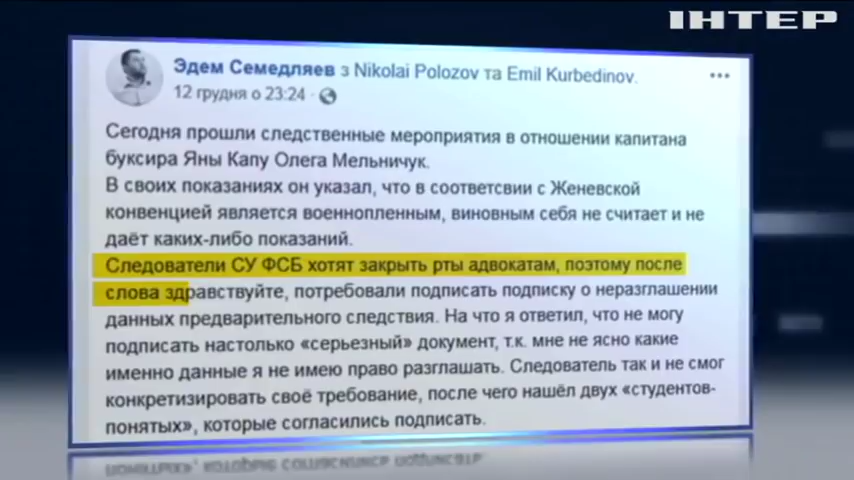 ІНТЕР
Эдем Семедляев з Nikolai Polozov та Emil Kurbedinov.
12 грудня о 23:24 ·
Сегодня прошли следственные мероприятия в отношении капитана
буксира Яны Капу Олега Мельничук.
В своих показаниях он указал, что в соответсвии с Женевской
конвенцией является военнопленным, виновным себя не считает и не
даёт каких-либо показаний.
Следователи СУ ФСБ хотят закрыть рты адвокатам, поэтому после
слова здравствуйте, потребовали подписать подписку о неразглашении
данных предварительного следствия. На что я ответил, что не могу
подписать настолько «серьезный» документ, т.к. мне не ясно какие
именно данные я не имею право разглашать. Следователь так и не смог
конкретизировать своё требование, после чего нашёл двух «студентов-
понятых», которые согласились подписать.